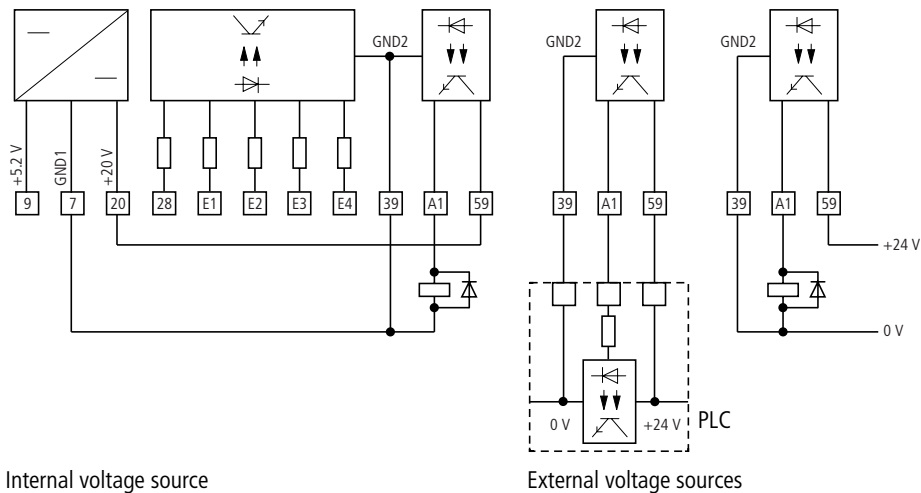 GND2
GND2
GND2
+5.2 V
GND1
+20 V
9
7
20
28
E1
E2
E3
E4
39
A1
59
39
A1
59
39
A1
59
+24 V
0 V
0 V
+24 V
PLC
Internal voltage source
External voltage sources